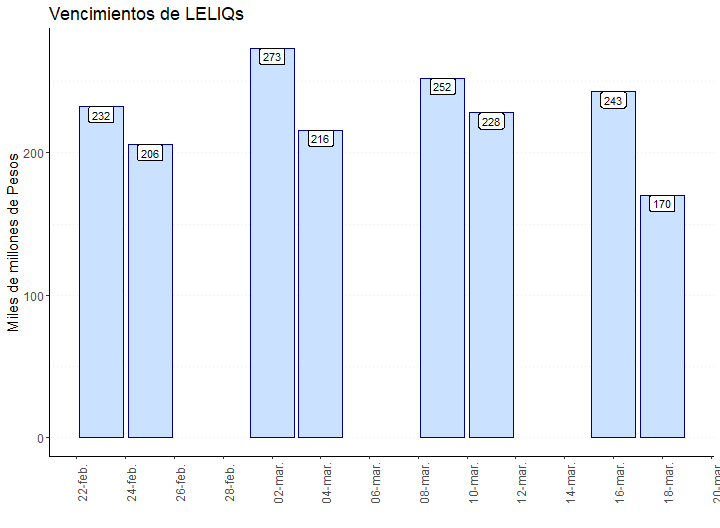 Vencimientos de LELIQs
Miles de millones de Pesos
273
252
243
232
228
216
206
170
200
100
0
22-feb.
24-feb.
26-feb.
28-feb.
02-mar.
04-mar.
06-mar.
08-mar.
10-mar.
12-mar.
14-mar.
16-mar.
18-mar.
20-mar.